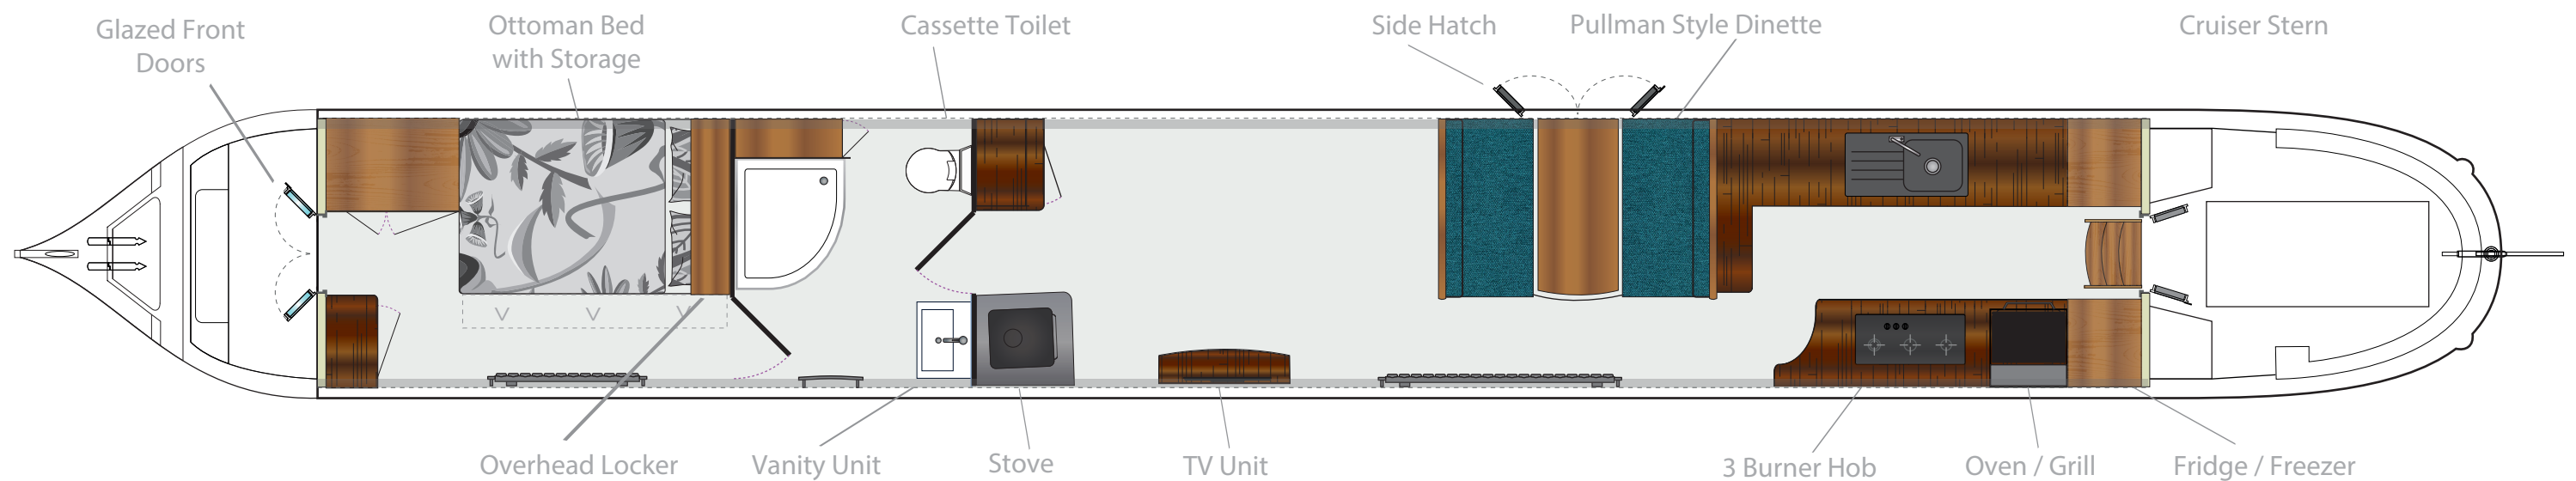 Glazed Front
Doors
Ottoman Bed
with Storage
Cassette Toilet
Side Hatch
Pullman Style Dinette
Cruiser Stern
Overhead Locker
Vanity Unit
Stove
TV Unit
3 Burner Hob
Oven / Grill
Fridge / Freezer